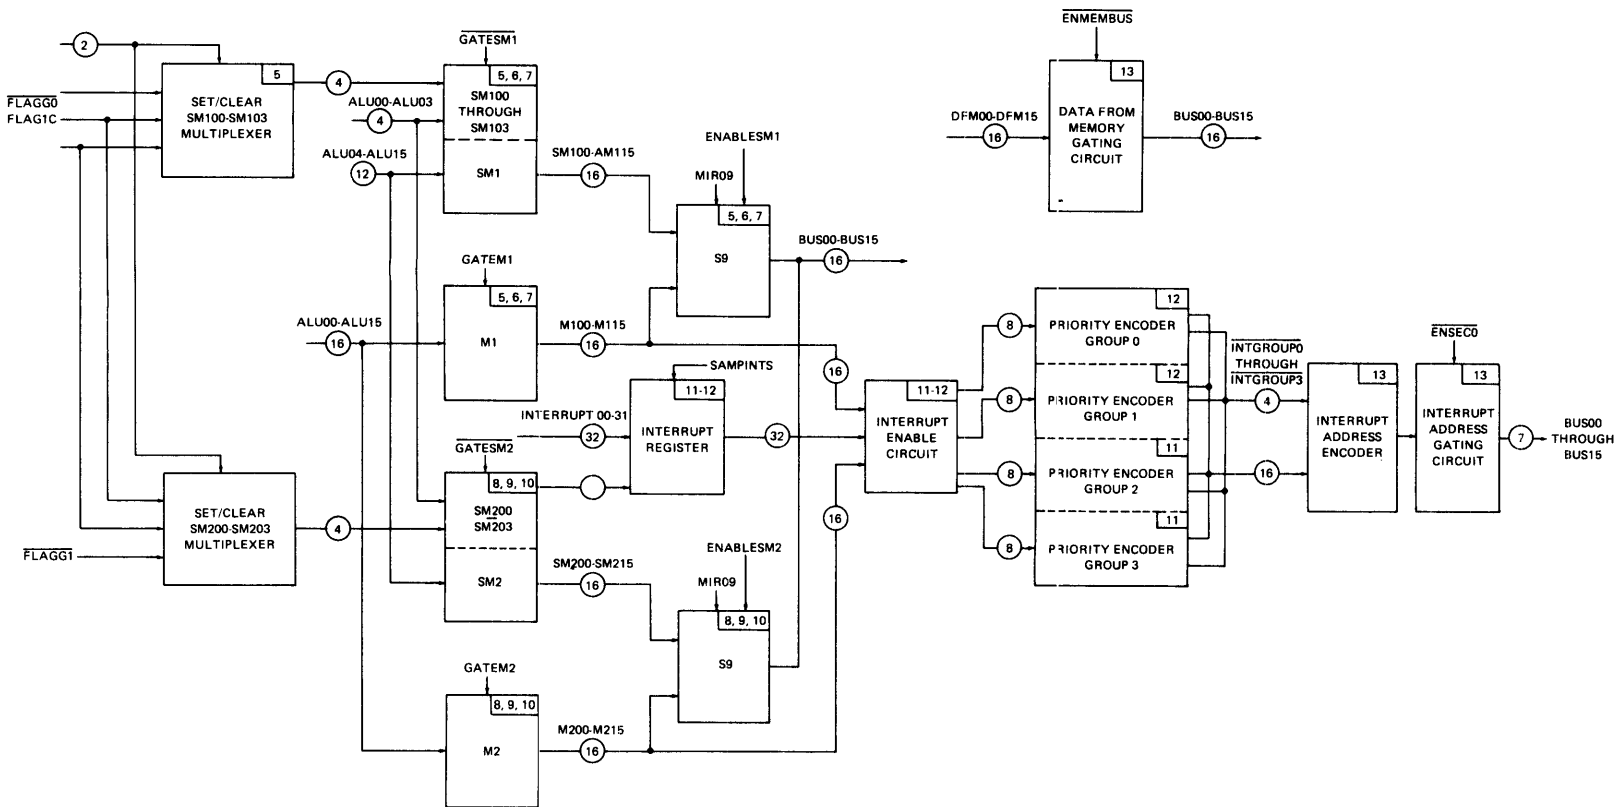 2
FLAGG0
FLAG1C
5
SET/CLEAR
SM100-SM103
MULTIPLEXER
4
GATESM1
5, 6, 7
SM100
THROUGH
SM103
SM1
ALU00-ALU03
4
ALU04-ALU15
12
SM100-AM115
16
ENABLESM1
MIR09
5, 6, 7
S9
BUS00-BUS15
16
ENMEMBUS
13
DATA FROM
MEMORY
GATING
CIRCUIT
DFM00-DFM15
16
BUS00-BUS15
16
GATEM1
5, 6, 7
M1
ALU00-ALU15
16
M100-M115
16
16
SAMPINTS
11-12
INTERRUPT
REGISTER
INTERRUPT 00-31
32
32
11-12
INTERRUPT
ENABLE
CIRCUIT
8
8
8
8
12
PRIORITY ENCODER
GROUP 0
12
PRIORITY ENCODER
GROUP 1
11
PRIORITY ENCODER
GROUP 2
11
PRIORITY ENCODER
GROUP 3
INTGROUP0
THROUGH
INTGROUP3
4
16
13
INTERRUPT
ADDRESS
ENCODER
ENSEC0
13
INTERRUPT
ADDRESS
GATING
CIRCUIT
7
BUS00
THROUGH
BUS15
GATESM2
8, 9, 10
SM200
SM203
SM2
SET/CLEAR
SM200-SM203
MULTIPLEXER
4
FLAGG1
SM200-SM215
16
16
ENABLESM2
MIR09
8, 9, 10
S9
GATEM2
8, 9, 10
M2
M200-M215
16